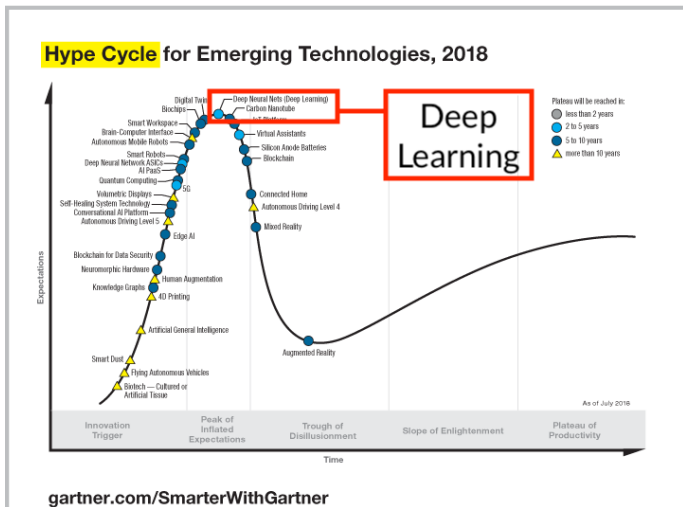 Hype Cycle for Emerging Technologies, 2018
Expectations
Digital Twin
Biochips
Smart Workspace
Brain-Computer Interface
Autonomous Mobile Robots
Smart Robots
Deep Neural Network ASICs
AI PaaS
Quantum Computing
5G
Volumetric Displays
Self-Healing System Technology
Conversational AI Platform
Autonomous Driving Level 5
Edge AI
Blockchain for Data Security
Neuromorphic Hardware
Human Augmentation
Knowledge Graphs
4D Printing
Artificial General Intelligence
Smart Dust
Flying Autonomous Vehicles
Biotech — Cultured or
Artificial Tissue
Deep Neural Nets (Deep Learning)
Carbon Nanotube
Virtual Assistants
Silicon Anode Batteries
Blockchain
Connected Home
Autonomous Driving Level 4
Mixed Reality
Augmented Reality
Deep
Learning
Plateau will be reached in:
less than 2 years
2 to 5 years
5 to 10 years
more than 10 years
As of July 2018
Innovation
Trigger
Peak of
Inflated
Expectations
Trough of
Disillusionment
Slope of Enlightenment
Plateau of
Productivity
Time
gartner.com/SmarterWithGartner